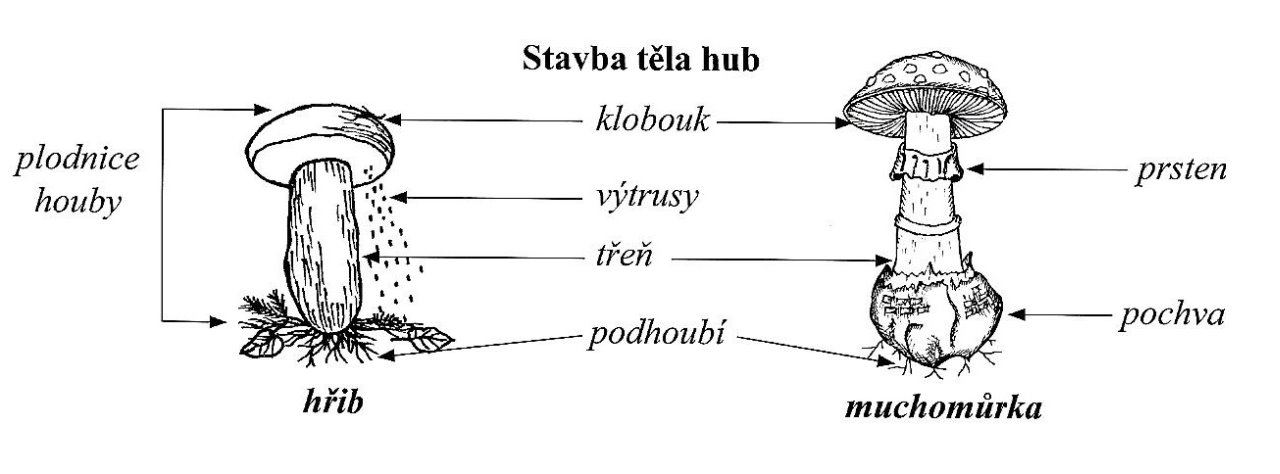 Stavba těla hub
plodnice
houby
klobouk
výtrusy
třeň
podhoubí
prsten
pochva
hřib
muchomůrka